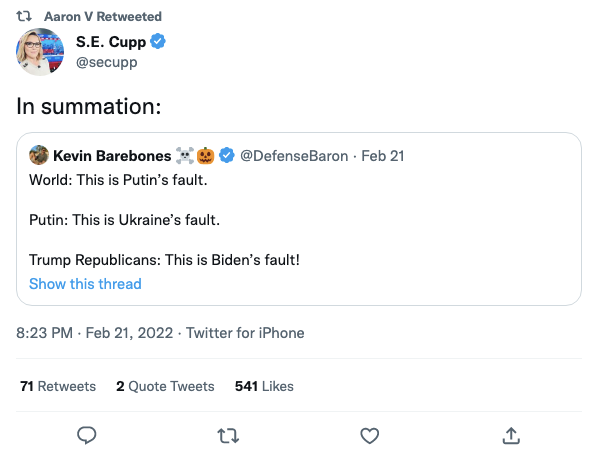 Aaron V Retweeted
S.E. Cupp
@secupp
In summation:
Kevin Barebones ☠️🎃 @DefenseBaron · Feb 21
World: This is Putin’s fault.
Putin: This is Ukraine’s fault.
Trump Republicans: This is Biden’s fault!
Show this thread
8:23 PM · Feb 21, 2022 · Twitter for iPhone
71 Retweets 2 Quote Tweets 541 Likes